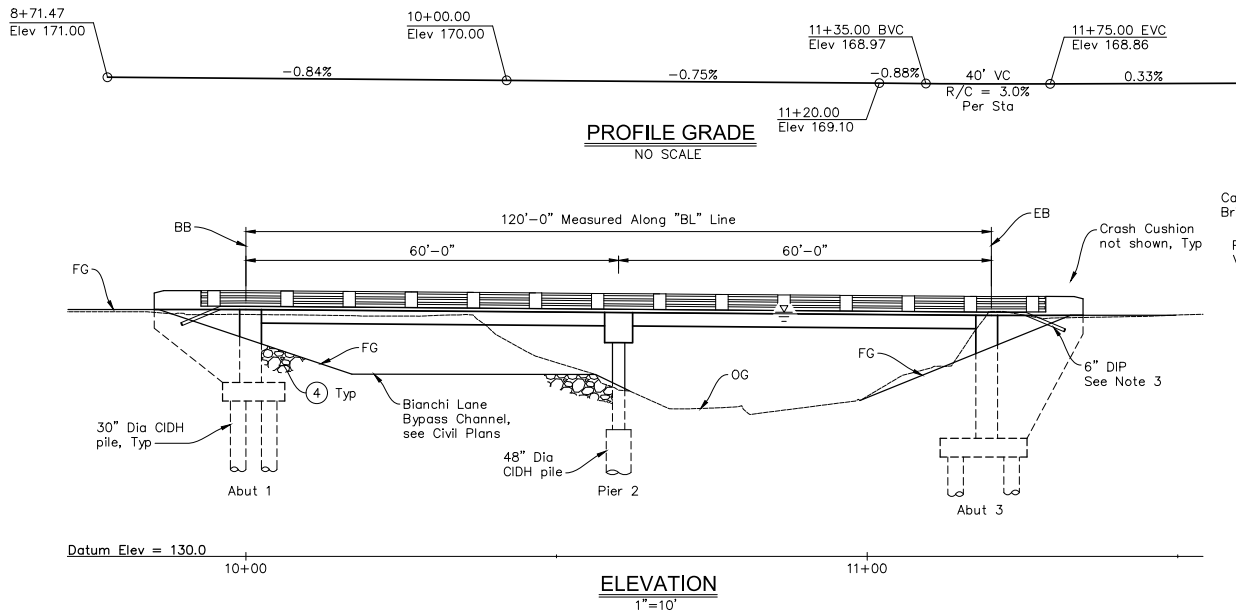 8+71.47
Elev 171.00
10+00.00
Elev 170.00
11+35.00 BVC
Elev 168.97
11+75.00 EVC
Elev 168.86
-0.84%
-0.75%
-0.88%
40' VC
R/C = 3.0%
Per Sta
0.33%
11+20.00
Elev 169.10
PROFILE GRADE
NO SCALE
120'-0" Measured Along "BL" Line
BB
EB
60'-0"
60'-0"
Crash Cushion
not shown, Typ
Ca
Br
F
V
FG
FG
4 Typ
Bianchi Lane
Bypass Channel,
see Civil Plans
OG
FG
6" DIP
See Note 3
30" Dia CIDH
pile, Typ
48" Dia
CIDH pile
Abut 1
Pier 2
Abut 3
Datum Elev = 130.0
10+00
11+00
ELEVATION
1"=10'